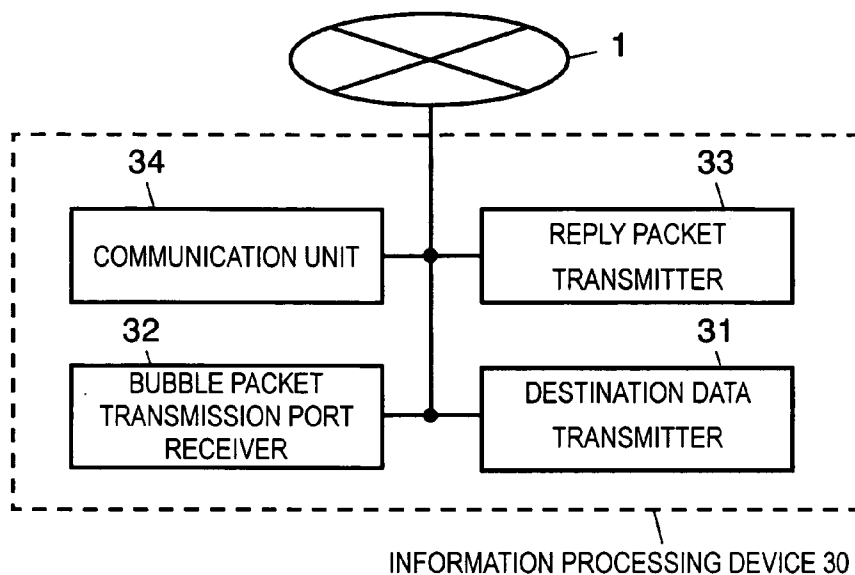 1
34
33
COMMUNICATION UNIT
REPLY PACKET
TRANSMITTER
32
31
BUBBLE PACKET
TRANSMISSION PORT
RECEIVER
DESTINATION DATA
TRANSMITTER
INFORMATION PROCESSING DEVICE 30